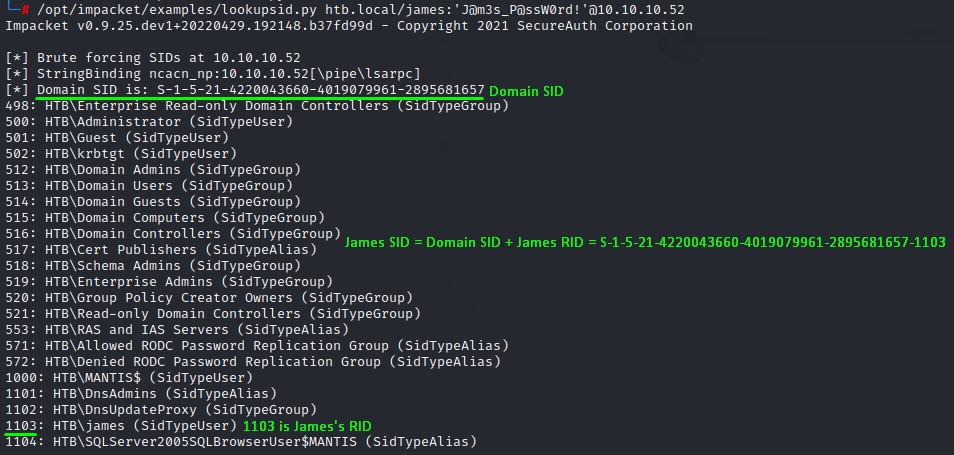 └─# /opt/impacket/examples/lookupsid.py htb.local/james:'J@m3s_P@ssW0rd!'@10.10.10.52
Impacket v0.9.25.dev1+20220429.192148.b37fd99d - Copyright 2021 SecureAuth Corporation
[*] Brute forcing SIDs at 10.10.10.52
[*] StringBinding ncacn_np:10.10.10.52[\pipe\lsarpc]
[*] Domain SID is: S-1-5-21-4220043660-4019079961-2895681657 Domain SID
498: HTB\Enterprise Read-only Domain Controllers (SidTypeGroup)
500: HTB\Administrator (SidTypeUser)
501: HTB\Guest (SidTypeUser)
502: HTB\krbtgt (SidTypeUser)
512: HTB\Domain Admins (SidTypeGroup)
513: HTB\Domain Users (SidTypeGroup)
514: HTB\Domain Guests (SidTypeGroup)
515: HTB\Domain Computers (SidTypeGroup)
516: HTB\Domain Controllers (SidTypeGroup)
James SID = Domain SID + James RID = S-1-5-21-4220043660-4019079961-2895681657-1103
517: HTB\Cert Publishers (SidTypeAlias)
518: HTB\Schema Admins (SidTypeGroup)
519: HTB\Enterprise Admins (SidTypeGroup)
520: HTB\Group Policy Creator Owners (SidTypeGroup)
521: HTB\Read-only Domain Controllers (SidTypeGroup)
553: HTB\RAS and IAS Servers (SidTypeAlias)
571: HTB\Allowed RODC Password Replication Group (SidTypeAlias)
572: HTB\Denied RODC Password Replication Group (SidTypeAlias)
1000: HTB\MANTIS$ (SidTypeUser)
1101: HTB\DnsAdmins (SidTypeAlias)
1102: HTB\DnsUpdateProxy (SidTypeGroup)
1103: HTB\james (SidTypeUser) 1103 is James's RID
1104: HTB\SQLServer2005SQLBrowserUser$MANTIS (SidTypeAlias)